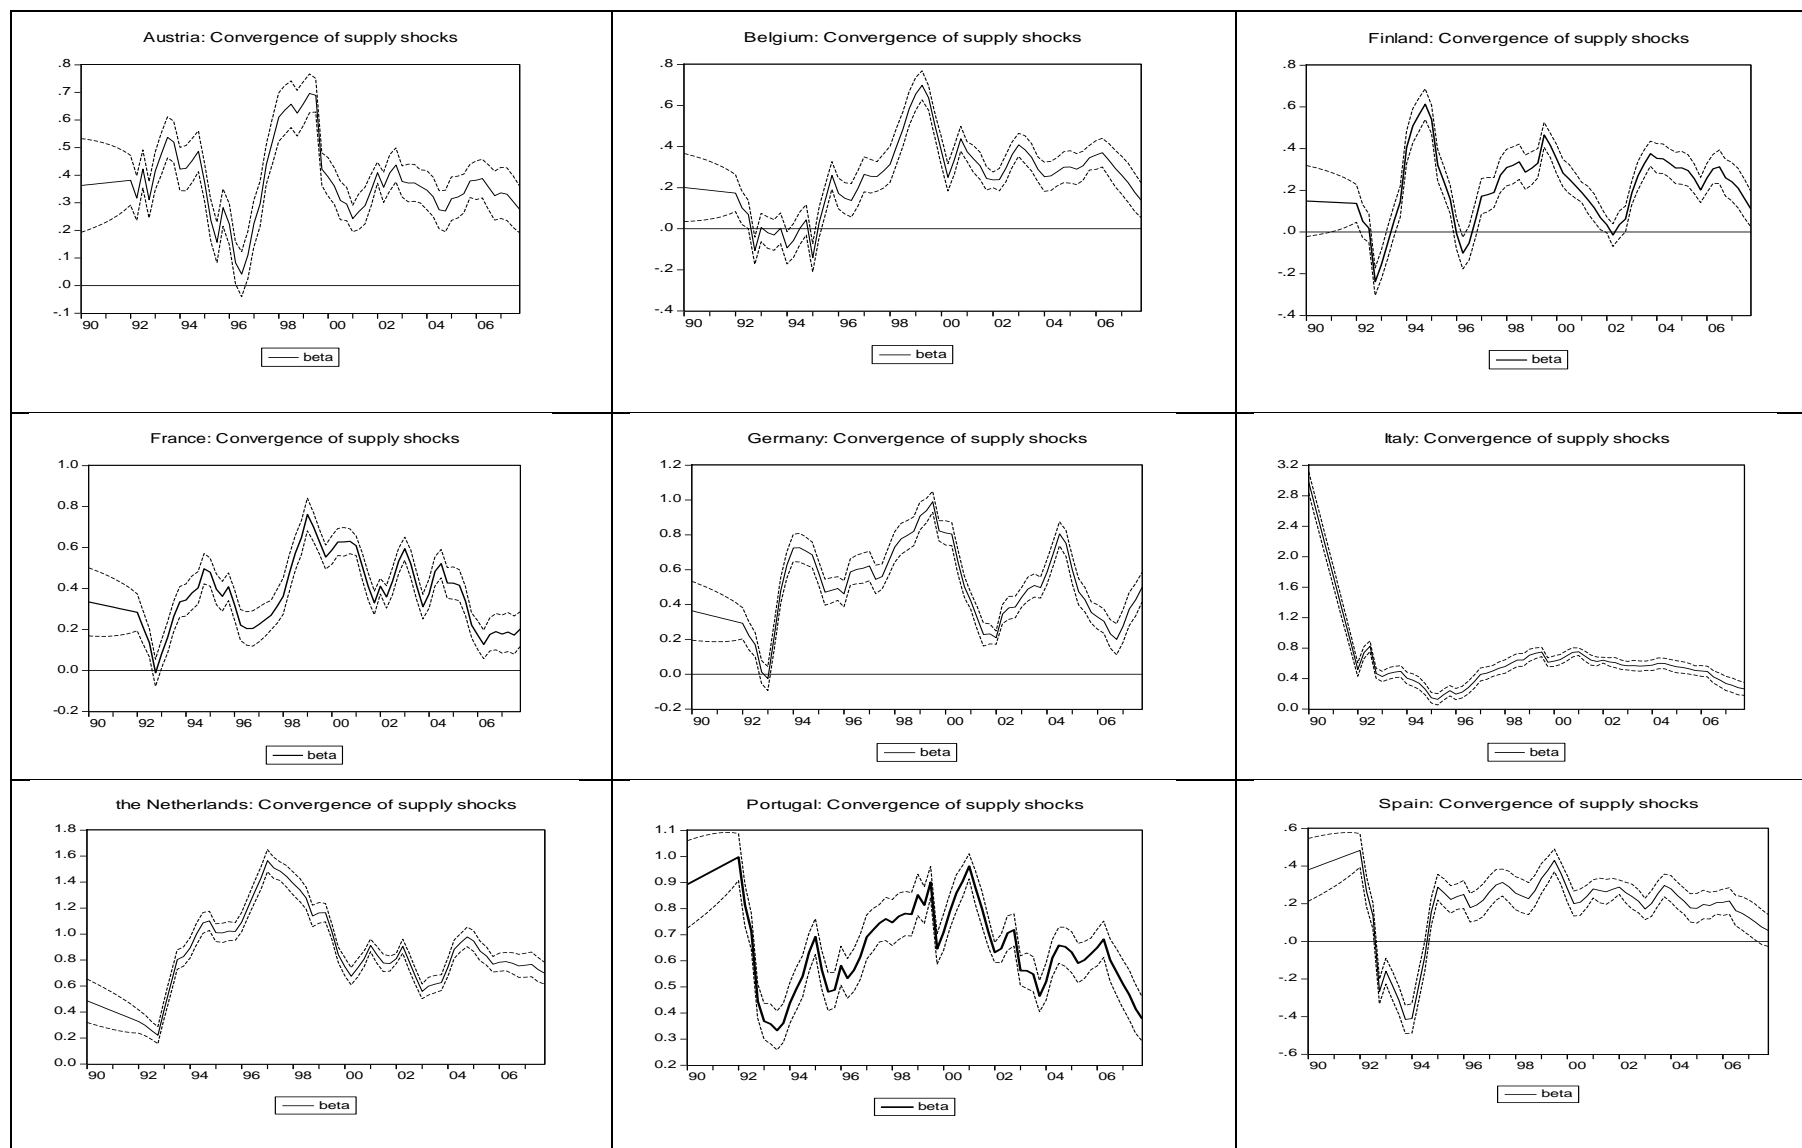 Austria: Convergence of supply shocks
.8
.7
.6
.5
.4
.3
.2
.1
.0
-.1
90 92 94 96 98 00 02 04 06
beta
Belgium: Convergence of supply shocks
.8
.6
.4
.2
.0
-.2
-.4
90 92 94 96 98 00 02 04 06
beta
Finland: Convergence of supply shocks
.8
.6
.4
.2
.0
-.2
-.4
90 92 94 96 98 00 02 04 06
beta
France: Convergence of supply shocks
1.0
0.8
0.6
0.4
0.2
0.0
-0.2
90 92 94 96 98 00 02 04 06
beta
Germany: Convergence of supply shocks
1.2
1.0
0.8
0.6
0.4
0.2
0.0
-0.2
90 92 94 96 98 00 02 04 06
beta
Italy: Convergence of supply shocks
3.2
2.8
2.4
2.0
1.6
1.2
0.8
0.4
0.0
90 92 94 96 98 00 02 04 06
beta
the Netherlands: Convergence of supply shocks
1.8
1.6
1.4
1.2
1.0
0.8
0.6
0.4
0.2
0.0
90 92 94 96 98 00 02 04 06
beta
Portugal: Convergence of supply shocks
1.1
1.0
0.9
0.8
0.7
0.6
0.5
0.4
0.3
0.2
90 92 94 96 98 00 02 04 06
beta
Spain: Convergence of supply shocks
.6
.4
.2
.0
-.2
-.4
-.6
90 92 94 96 98 00 02 04 06
beta